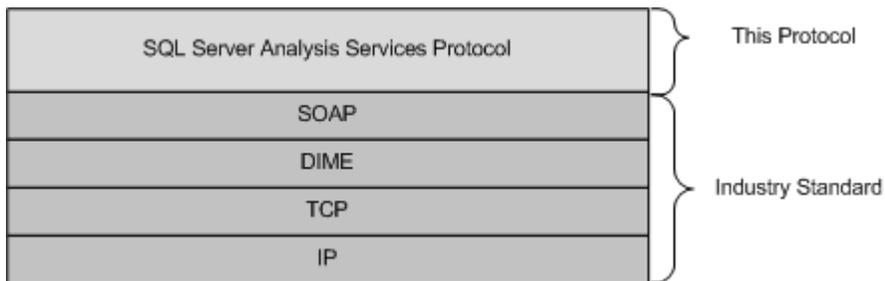 SQL Server Analysis Services Protocol
This Protocol
SOAP
DIME
TCP
IP
Industry Standard